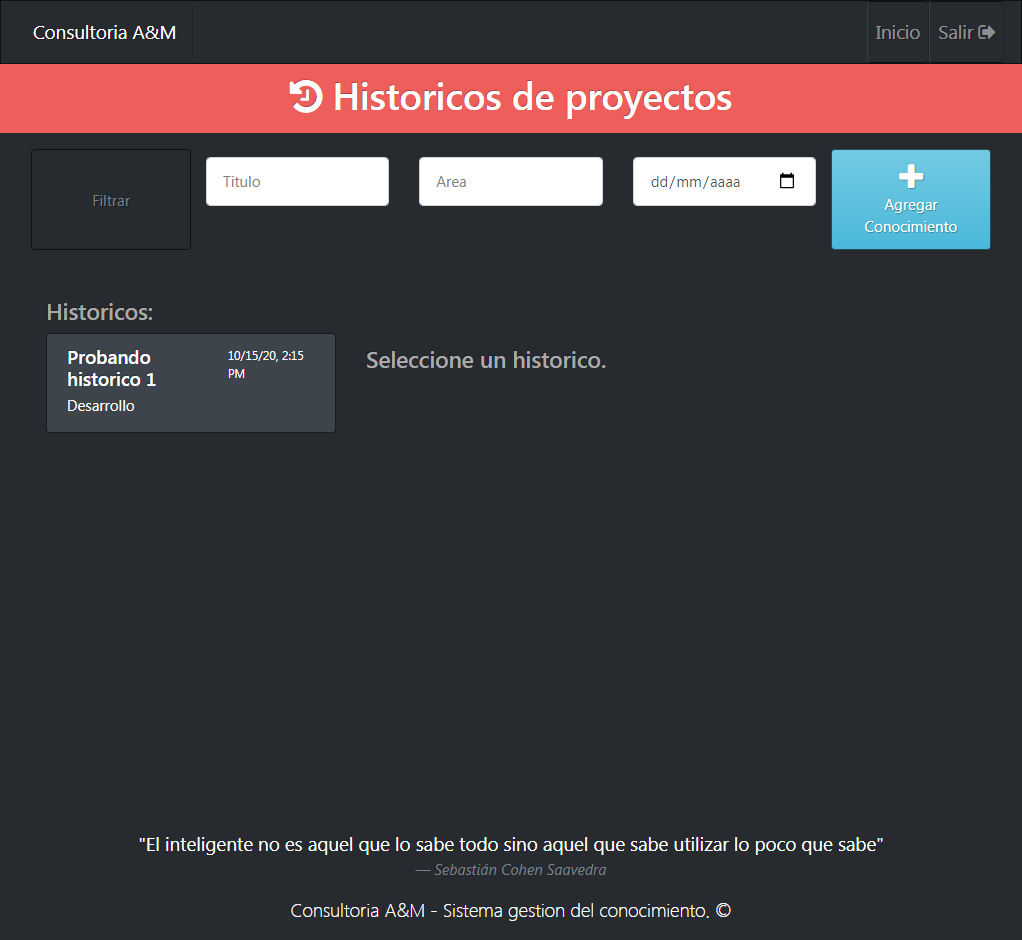 Consultoria A&M
Inicio
Salir
Historicos de proyectos
Filtrar
Titulo
Area
dd/mm/aaaa
Agregar
Conocimiento
Historicos:
Probando
historico 1
10/15/20, 2:15
PM
Desarrollo
Seleccione un historico.
"El inteligente no es aquel que lo sabe todo sino aquel que sabe utilizar lo poco que sabe"
— Sebastián Cohen Saavedra
Consultoria A&M - Sistema gestion del conocimiento. ©